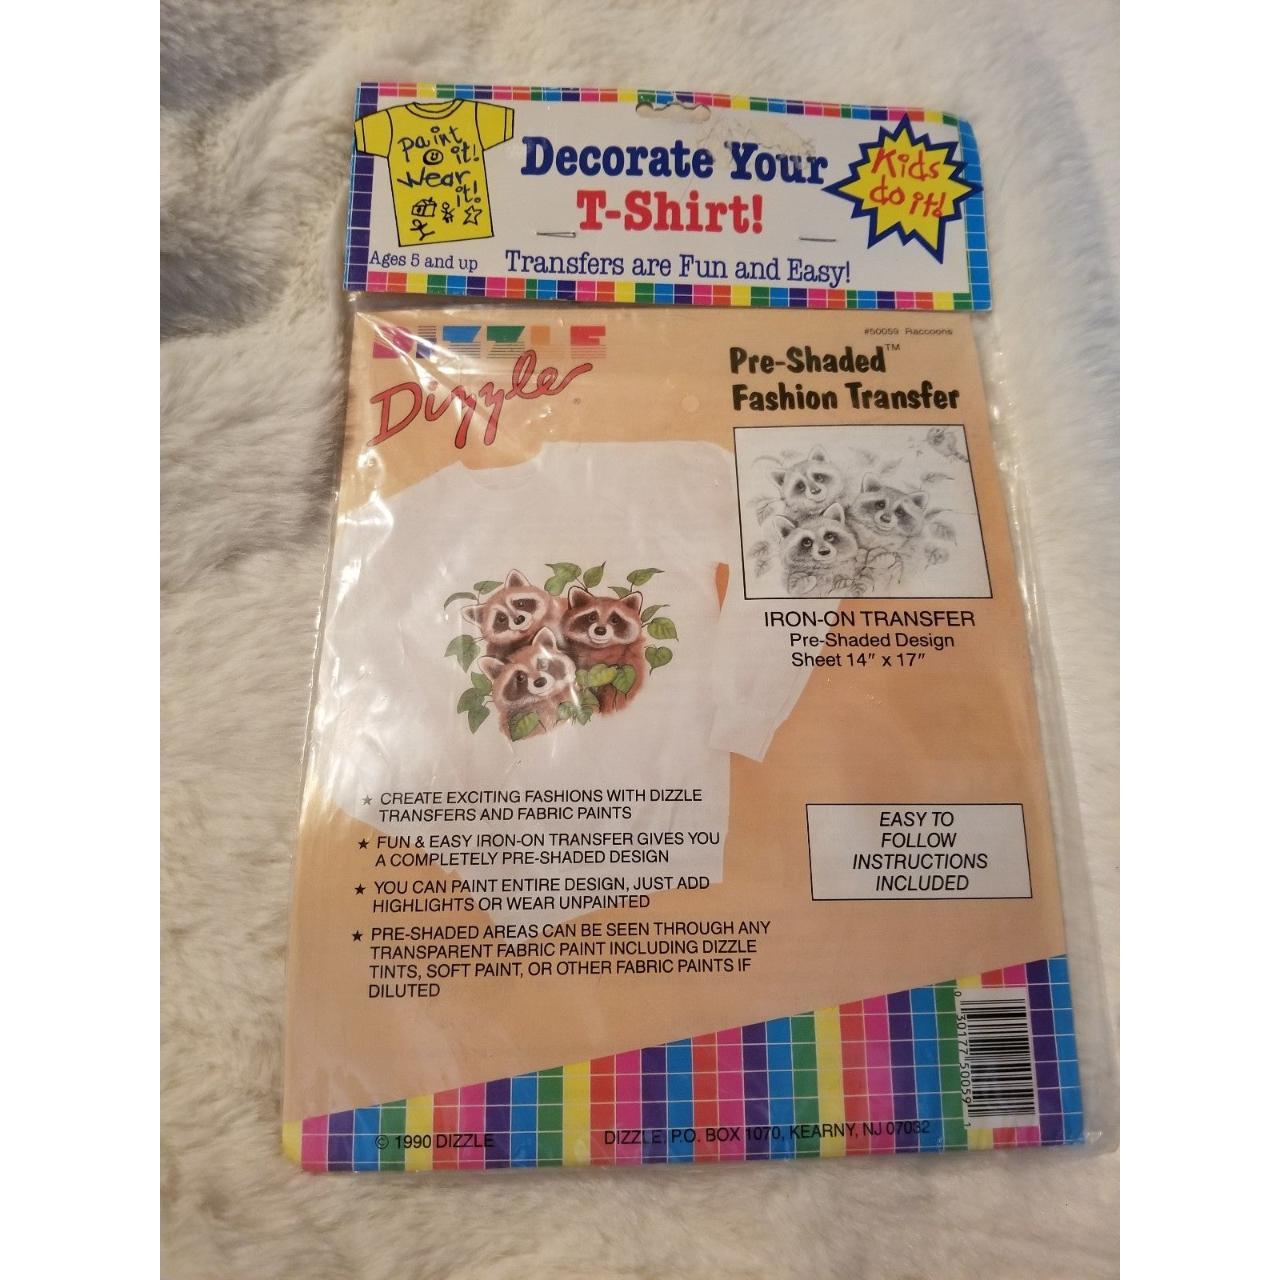 paint
it!
wear
it!
Decorate Your
T-Shirt!
Kids
do it!
Ages 5 and up
Transfers are Fun and Easy!
DIZZLE
Dizzle®
#50059 Raccoons
Pre-Shaded™
Fashion Transfer
IRON-ON TRANSFER
Pre-Shaded Design
Sheet 14" x 17"
★ CREATE EXCITING FASHIONS WITH DIZZLE
TRANSFERS AND FABRIC PAINTS
★ FUN & EASY IRON-ON TRANSFER GIVES YOU
A COMPLETELY PRE-SHADED DESIGN
★ YOU CAN PAINT ENTIRE DESIGN, JUST ADD
HIGHLIGHTS OR WEAR UNPAINTED
★ PRE-SHADED AREAS CAN BE SEEN THROUGH ANY
TRANSPARENT FABRIC PAINT INCLUDING DIZZLE
TINTS, SOFT PAINT, OR OTHER FABRIC PAINTS IF
DILUTED
EASY TO
FOLLOW
INSTRUCTIONS
INCLUDED
0 30177 50059 1
© 1990 DIZZLE
DIZZLE, P.O. BOX 1070, KEARNY, NJ 07032